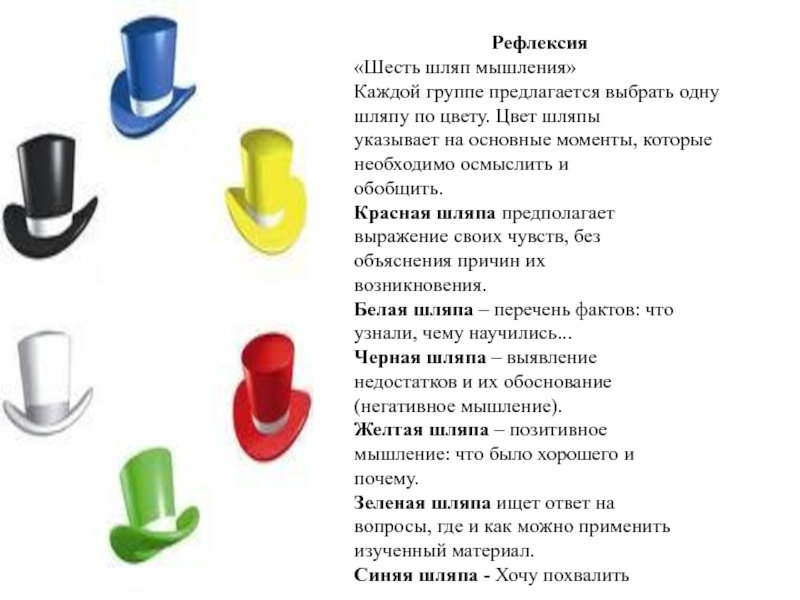 Рефлексия
«Шесть шляп мышления»
Каждой группе предлагается выбрать одну
шляпу по цвету. Цвет шляпы
указывает на основные моменты, которые
необходимо осмыслить и
обобщить.
Красная шляпа предполагает
выражение своих чувств, без
объяснения причин их
возникновения.
Белая шляпа – перечень фактов: что
узнали, чему научились...
Черная шляпа – выявление
недостатков и их обоснование
(негативное мышление).
Желтая шляпа – позитивное
мышление: что было хорошего и
почему.
Зеленая шляпа ищет ответ на
вопросы, где и как можно применить
изученный материал.
Синяя шляпа - Хочу похвалить